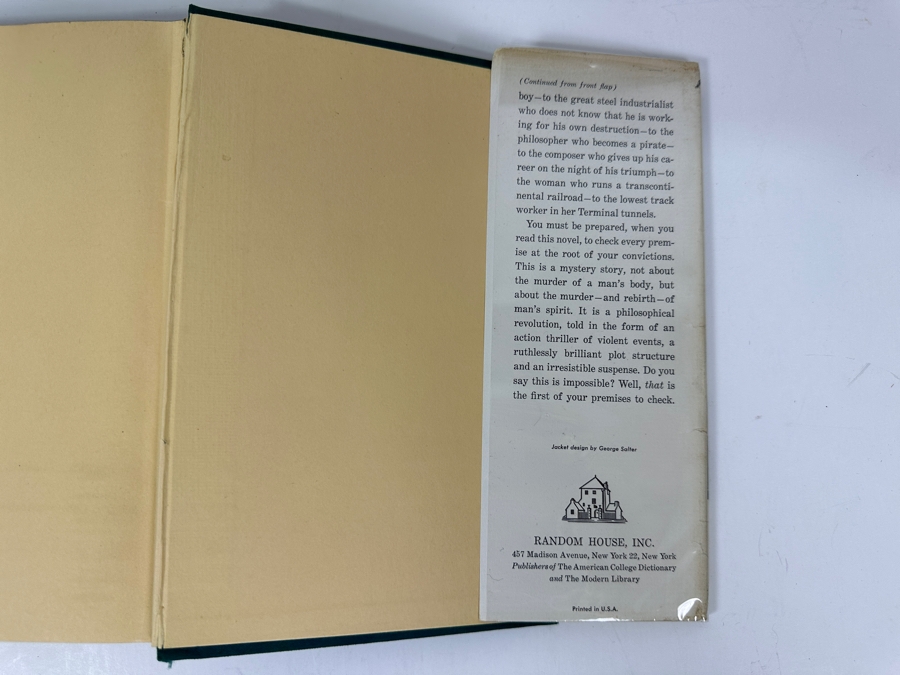 (Continued from front flap)
boy—to the great steel industrialist
who does not know that he is work-
ing for his own destruction—to the
philosopher who becomes a pirate—
to the composer who gives up his ca-
reer on the night of his triumph—to
the woman who runs a transconti-
nental railroad—to the lowest track
worker in her Terminal tunnels.
You must be prepared, when you
read this novel, to check every prem-
ise at the root of your convictions.
This is a mystery story, not about
the murder of a man's body, but
about the murder—and rebirth—of
man's spirit. It is a philosophical
revolution, told in the form of an
action thriller of violent events, a
ruthlessly brilliant plot structure
and an irresistible suspense. Do you
say this is impossible? Well, that is
the first of your premises to check.
Jacket design by George Salter
RANDOM HOUSE, INC.
457 Madison Avenue, New York 22, New York
Publishers of The American College Dictionary
and The Modern Library
Printed in U.S.A.